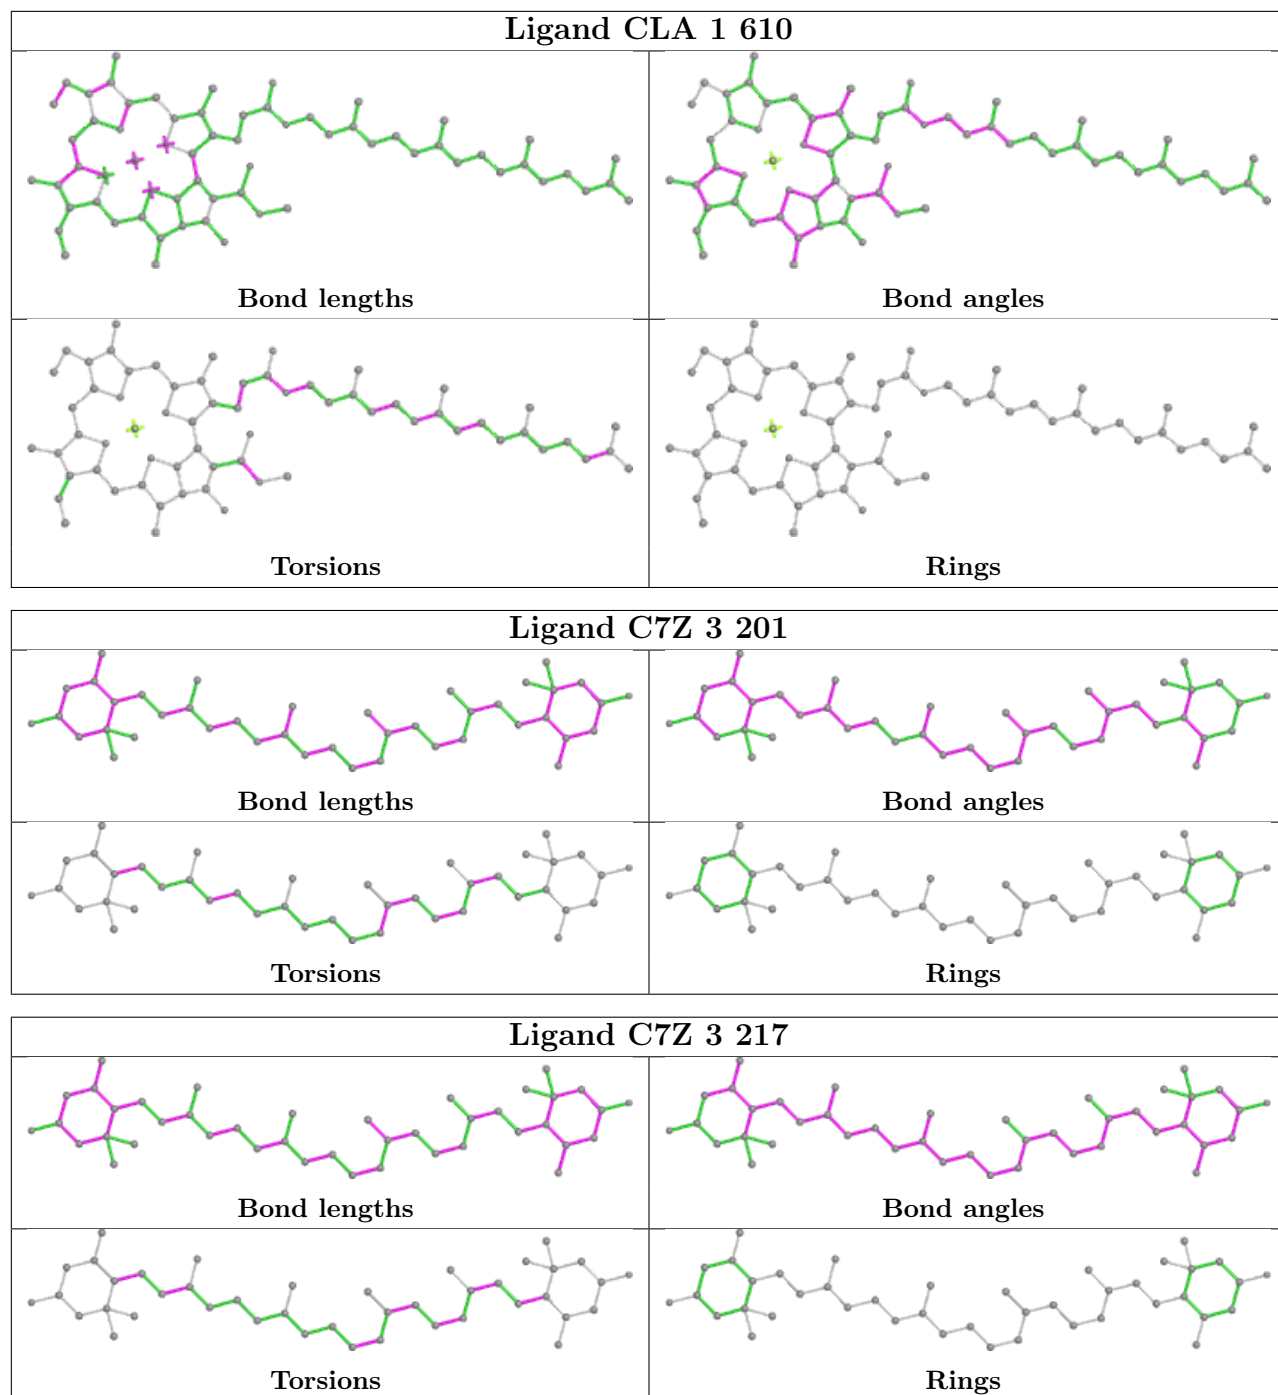 Ligand CLA 1 610
Bond lengths
Bond angles
Torsions
Rings
Ligand C7Z 3 201
Bond lengths
Bond angles
Torsions
Rings
Ligand C7Z 3 217
Bond lengths
Bond angles
Torsions
Rings